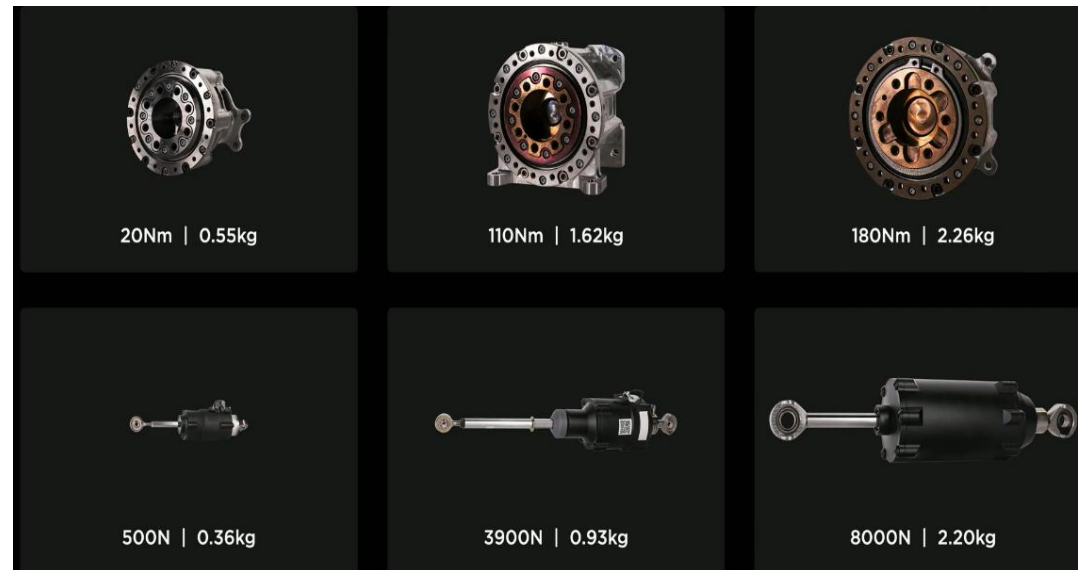 20Nm | 0.55kg
110Nm | 1.62kg
180Nm | 2.26kg
500N | 0.36kg
3900N | 0.93kg
8000N | 2.20kg